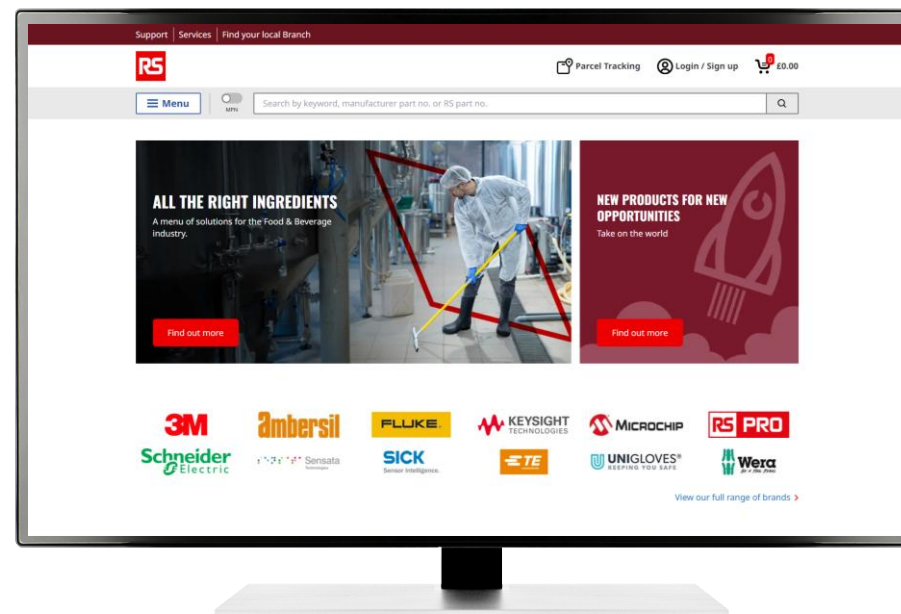 Support | Services | Find your local Branch
RS
Parcel Tracking
Login / Sign up
0
£0.00
Menu
MPN
Search by keyword, manufacturer part no. or RS part no.
ALL THE RIGHT INGREDIENTS
A menu of solutions for the Food & Beverage
industry.
Find out more
NEW PRODUCTS FOR NEW
OPPORTUNITIES
Take on the world
Find out more
3M
ambersil
FLUKE.
KEYSIGHT
TECHNOLOGIES
MICROCHIP
RS PRO
Schneider
Electric
Sensata
Technologies
SICK
Sensor Intelligence.
TE
UNIGLOVES®
KEEPING YOU SAFE
Wera
View our full range of brands